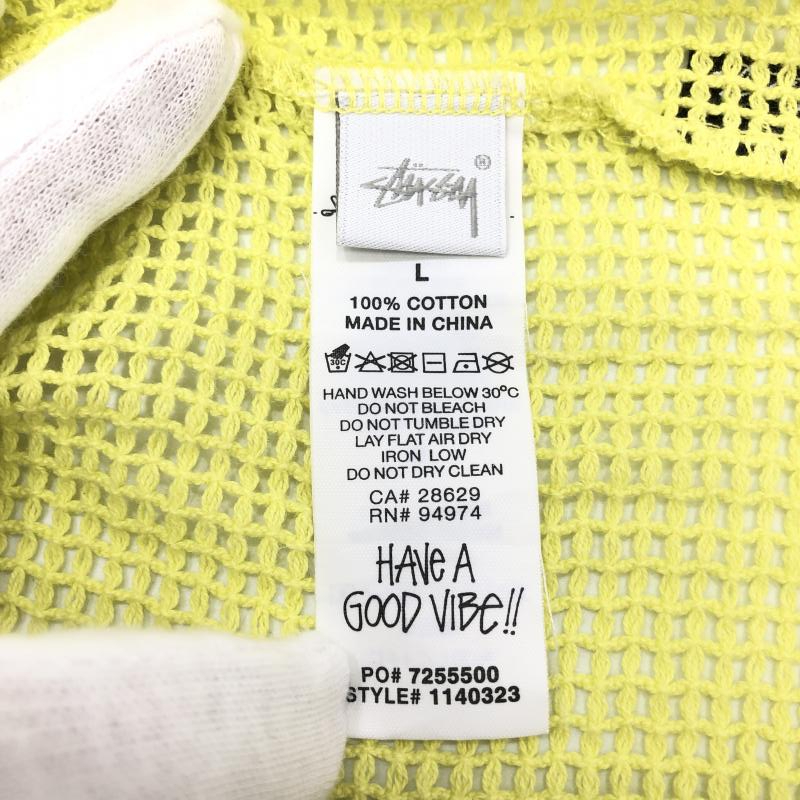 Stüssy®
L
100% COTTON
MADE IN CHINA
30C
HAND WASH BELOW 30ºC
DO NOT BLEACH
DO NOT TUMBLE DRY
LAY FLAT AIR DRY
IRON LOW
DO NOT DRY CLEAN
CA# 28629
RN# 94974
HAVe A
GOOD ViBe!!
PO# 7255500
STYLE# 1140323